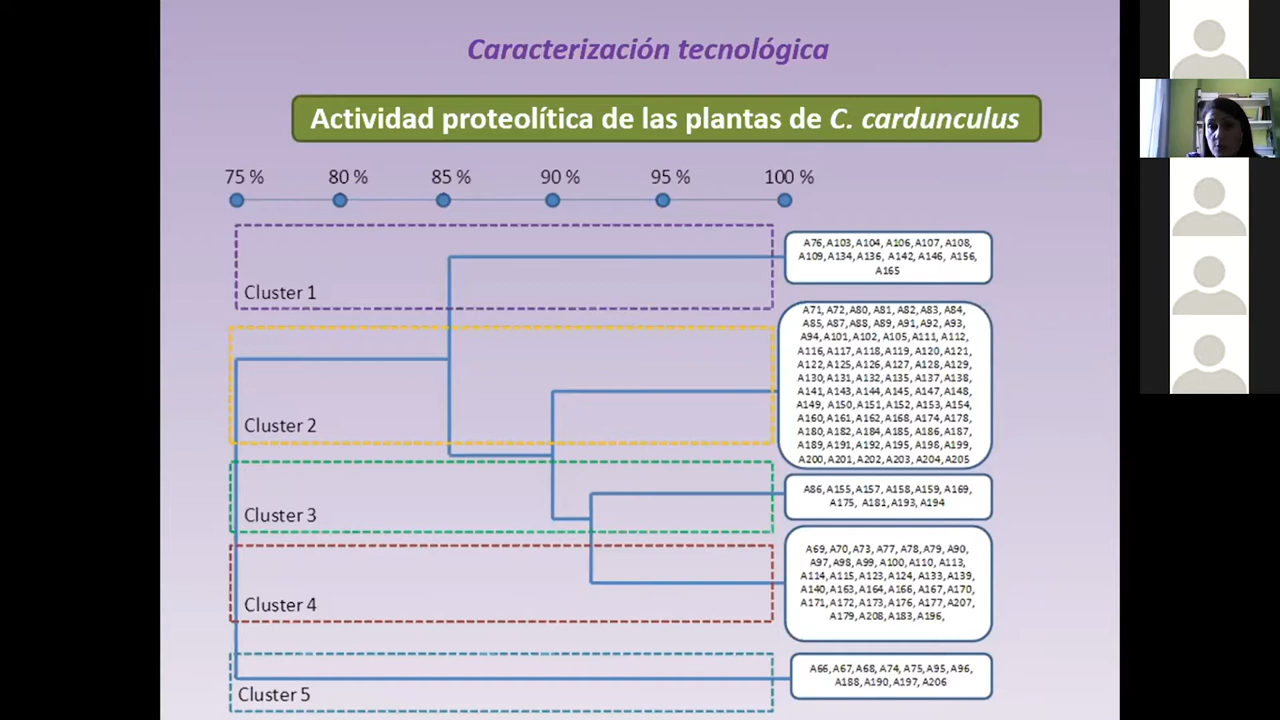 Caracterización tecnológica
Actividad proteolítica de las plantas de C. cardunculus
75 % 80 % 85 % 90 % 95 % 100 %
A76, A103, A104, A106, A107, A108,
A109, A134, A136, A142, A146, A156,
A165
Cluster 1
A71, A72, A80, A81, A82, A83, A84,
A85, A87, A88, A89, A91, A92, A93,
A94, A101, A102, A105, A111, A112,
A116, A117, A118, A119, A120, A121,
A122, A125, A126, A127, A128, A129,
A130, A131, A132, A135, A137, A138,
A141, A143, A144, A145, A147, A148,
A149, A150, A151, A152, A153, A154,
A160, A161, A162, A168, A174, A178,
A180, A182, A184, A185, A186, A187,
A189, A191, A192, A195, A198, A199,
A200, A201, A202, A203, A204, A205
Cluster 2
A86, A155, A157, A158, A159, A169,
A175, A181, A193, A194
Cluster 3
A69, A70, A73, A77, A78, A79, A90,
A97, A98, A99, A100, A110, A113,
A114, A115, A123, A124, A133, A139,
A140, A163, A164, A166, A167, A170,
A171, A172, A173, A176, A177, A207,
A179, A208, A183, A196,
Cluster 4
A66, A67, A68, A74, A75, A95, A96,
A188, A190, A197, A206
Cluster 5